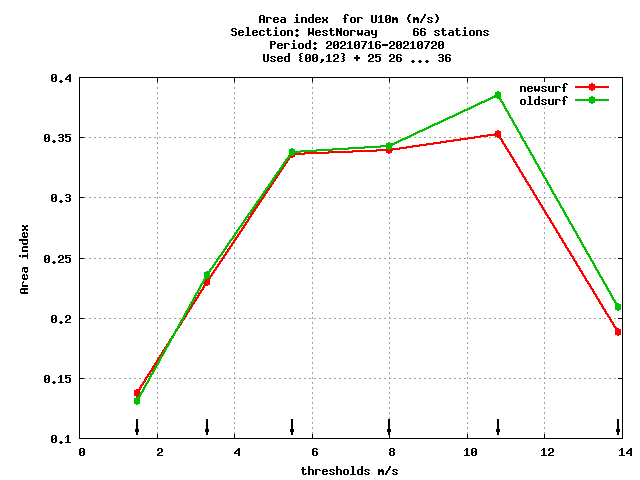 Area index  for U10m (m/s)
Selection: WestNorway     66 stations
Period: 20210716-20210720
Used {00,12} + 25 26 ... 36
newsurf
oldsurf
0.4
0.35
0.3
0.25
0.2
0.15
0.1
Area index
0 2 4 6 8 10 12 14
thresholds m/s